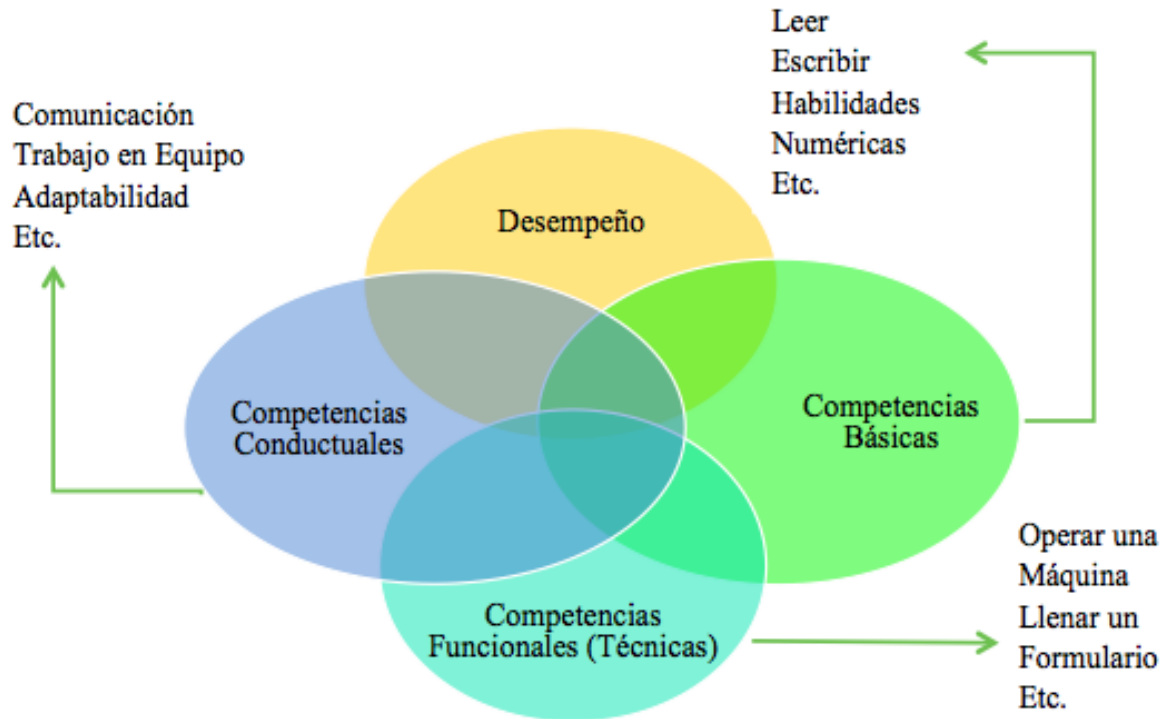 Leer
Escribir
Habilidades
Numéricas
Etc.
Comunicación
Trabajo en Equipo
Adaptabilidad
Etc.
Desempeño
Competencias
Conductuales
Competencias
Básicas
Competencias
Funcionales (Técnicas)
Operar una
Máquina
Llenar un
Formulario
Etc.